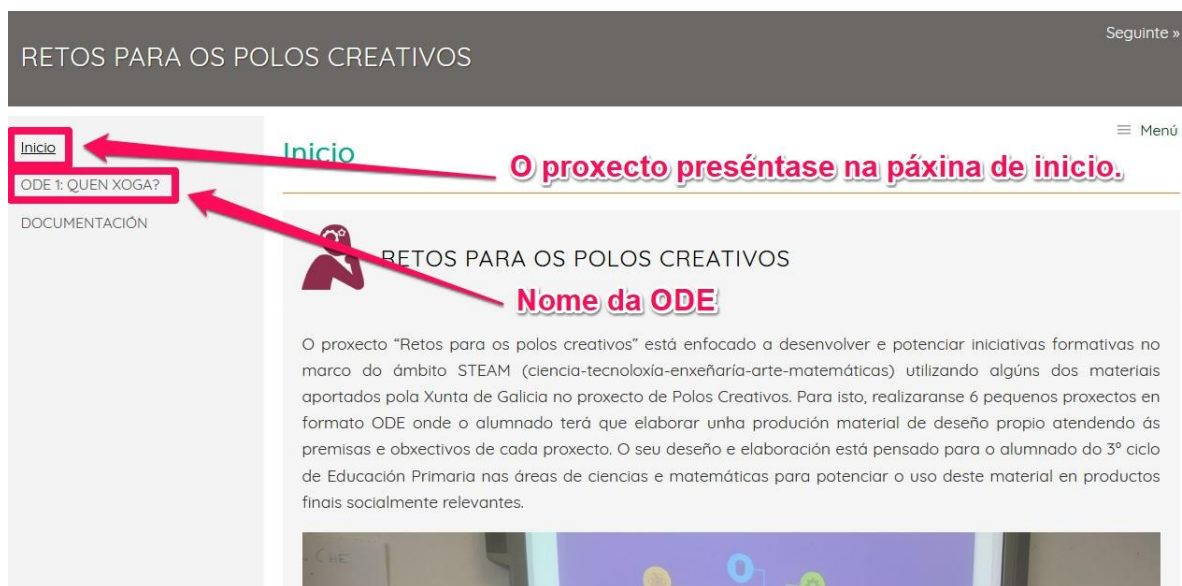 Seguinte »
RETOS PARA OS POLOS CREATIVOS
≡ Menú
Inicio
ODE 1: QUEN XOGA?
DOCUMENTACIÓN
Inicio
O proxecto preséntase na páxina de inicio.
RETOS PARA OS POLOS CREATIVOS
Nome da ODE
O proxecto “Retos para os polos creativos” está enfocado a desenvolver e potenciar iniciativas formativas no
marco do ámbito STEAM (ciencia-tecnoloxía-enxeñaría-arte-matemáticas) utilizando algúns dos materiais
aportados pola Xunta de Galicia no proxecto de Polos Creativos. Para isto, realizaranse 6 pequenos proxectos en
formato ODE onde o alumnado terá que elaborar unha produción material de deseño propio atendendo ás
premisas e obxectivos de cada proxecto. O seu deseño e elaboración está pensado para o alumnado do 3º ciclo
de Educación Primaria nas áreas de ciencias e matemáticas para potenciar o uso deste material en productos
finais socialmente relevantes.